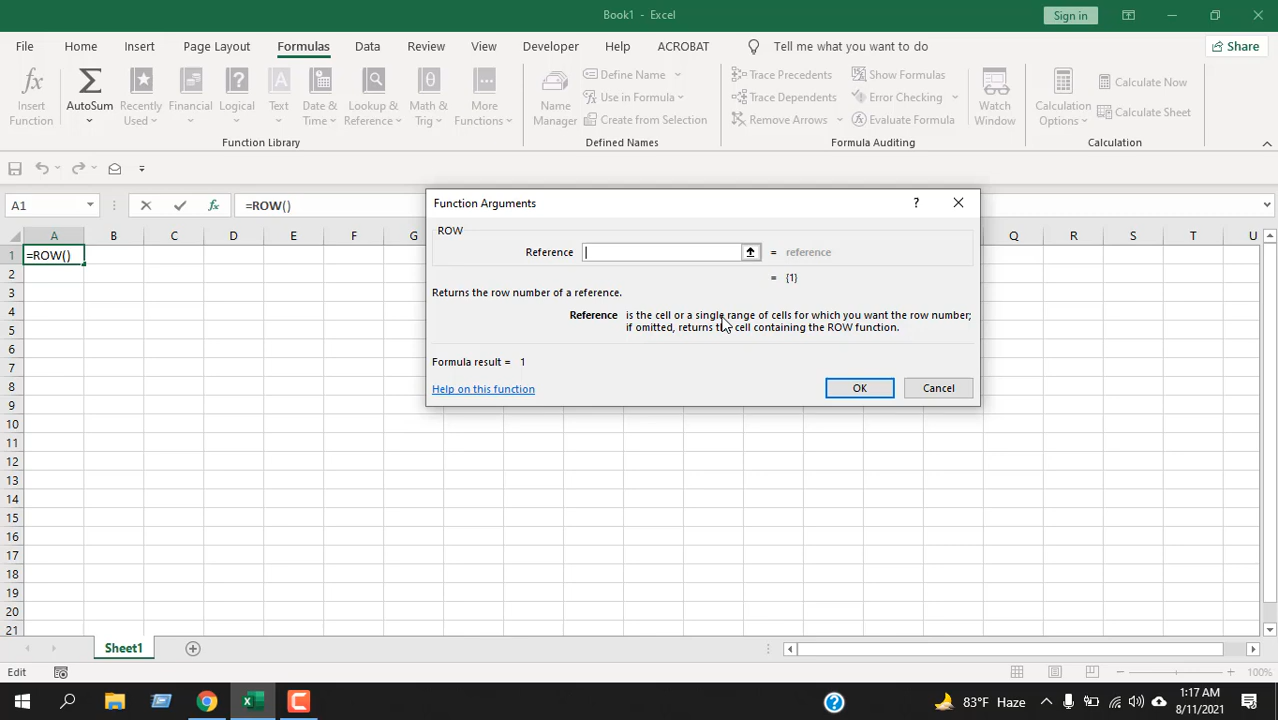 Book1 - Excel
Sign in
File Home Insert Page Layout Formulas Data Review View Developer Help ACROBAT Tell me what you want to do Share
Insert Function
AutoSum
Recently Used
Financial
Logical
Text
Date & Time
Lookup & Reference
Math & Trig
More Functions
Name Manager
Define Name
Use in Formula
Create from Selection
Trace Precedents
Trace Dependents
Remove Arrows
Show Formulas
Error Checking
Evaluate Formula
Watch Window
Calculation Options
Calculate Now
Calculate Sheet
Function Library Defined Names Formula Auditing Calculation
A1 fx =ROW()
Function Arguments ?
ROW
Reference = reference
= {1}
Returns the row number of a reference.
Reference is the cell or a single range of cells for which you want the row number;
if omitted, returns the cell containing the ROW function.
Formula result = 1
Help on this function OK Cancel
A B C D E F G Q R S T U
1 =ROW()
2
3
4
5
6
7
8
9
10
11
12
13
14
15
16
17
18
19
20
21
Sheet1
Edit 100%
83°F Haze
1:17 AM
8/11/2021